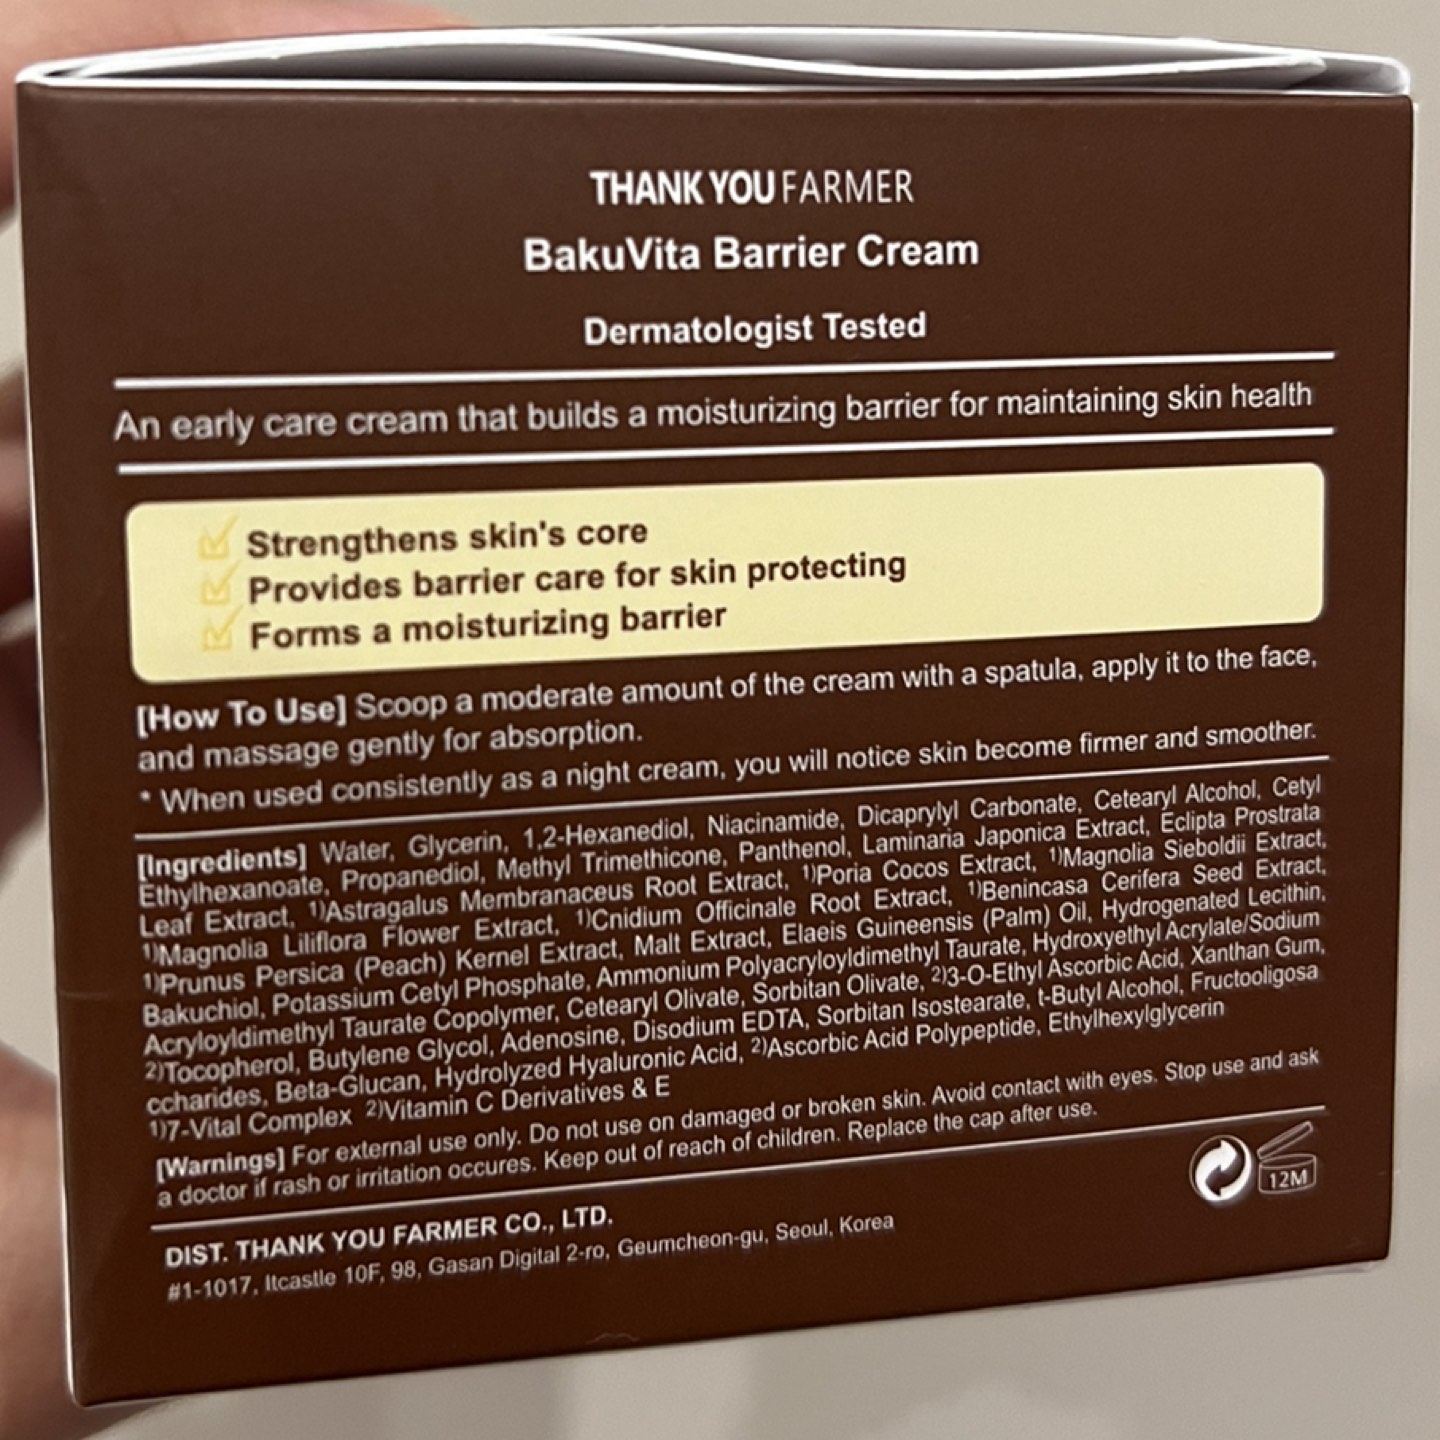 THANK YOU FARMER
BakuVita Barrier Cream
Dermatologist Tested
An early care cream that builds a moisturizing barrier for maintaining skin health
Strengthens skin's core
Provides barrier care for skin protecting
Forms a moisturizing barrier
[How To Use] Scoop a moderate amount of the cream with a spatula, apply it to the face,
and massage gently for absorption.
* When used consistently as a night cream, you will notice skin become firmer and smoother.
[Ingredients] Water, Glycerin, 1,2-Hexanediol, Niacinamide, Dicaprylyl Carbonate, Cetearyl Alcohol, Cetyl
Ethylhexanoate, Propanediol, Methyl Trimethicone, Panthenol, Laminaria Japonica Extract, Eclipta Prostrata
Leaf Extract, 1)Astragalus Membranaceus Root Extract, 1)Poria Cocos Extract, 1)Magnolia Sieboldii Extract,
1)Magnolia Liliflora Flower Extract, 1)Cnidium Officinale Root Extract, 1)Benincasa Cerifera Seed Extract,
1)Prunus Persica (Peach) Kernel Extract, Malt Extract, Elaeis Guineensis (Palm) Oil, Hydrogenated Lecithin,
Bakuchiol, Potassium Cetyl Phosphate, Ammonium Polyacryloyldimethyl Taurate, Hydroxyethyl Acrylate/Sodium
Acryloyldimethyl Taurate Copolymer, Cetearyl Olivate, Sorbitan Olivate, 2)3-O-Ethyl Ascorbic Acid, Xanthan Gum,
2)Tocopherol, Butylene Glycol, Adenosine, Disodium EDTA, Sorbitan Isostearate, t-Butyl Alcohol, Fructooligosa
ccharides, Beta-Glucan, Hydrolyzed Hyaluronic Acid, 2)Ascorbic Acid Polypeptide, Ethylhexylglycerin
1)7-Vital Complex 2)Vitamin C Derivatives & E
[Warnings] For external use only. Do not use on damaged or broken skin. Avoid contact with eyes. Stop use and ask
a doctor if rash or irritation occures. Keep out of reach of children. Replace the cap after use.
12M
DIST. THANK YOU FARMER CO., LTD.
#1-1017, Itcastle 10F, 98, Gasan Digital 2-ro, Geumcheon-gu, Seoul, Korea